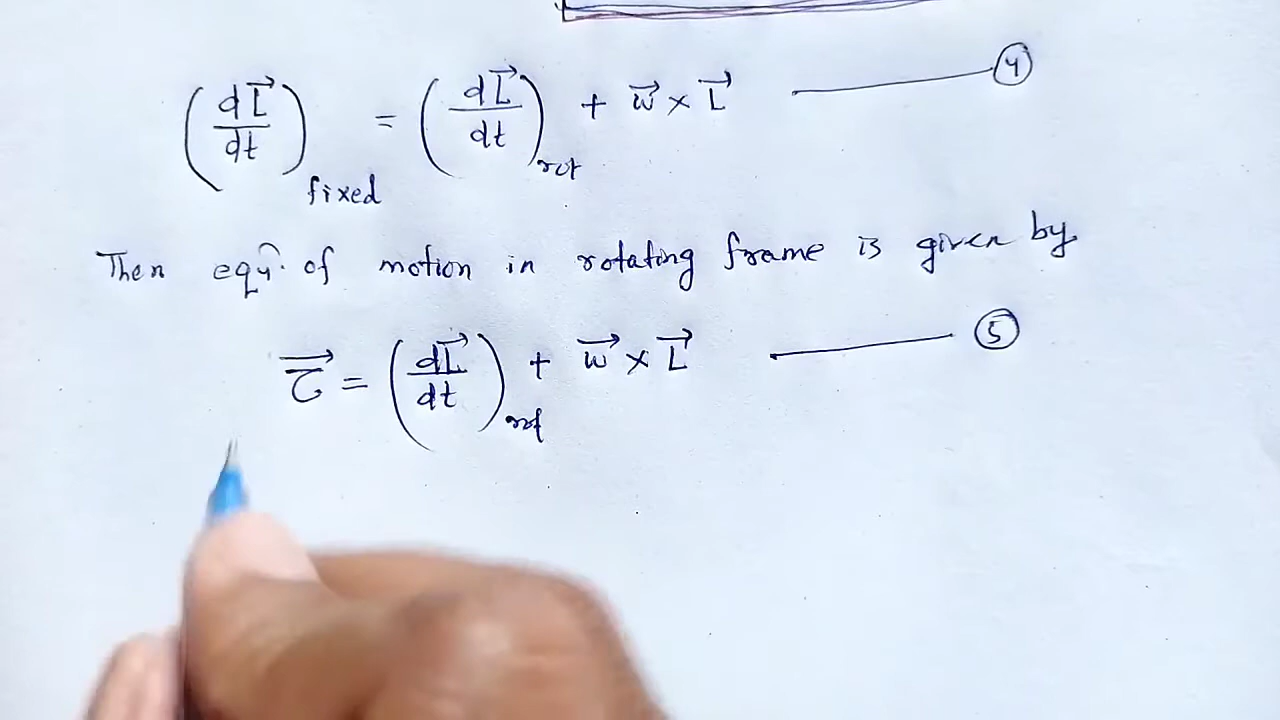 (dL⃗/dt)fixed = (dL⃗/dt)rot + w⃗ × L⃗ —— (4)
Then eqn. of motion in rotating frame is given by
τ⃗ = (dL⃗/dt)rot + w⃗ × L⃗ —— (5)